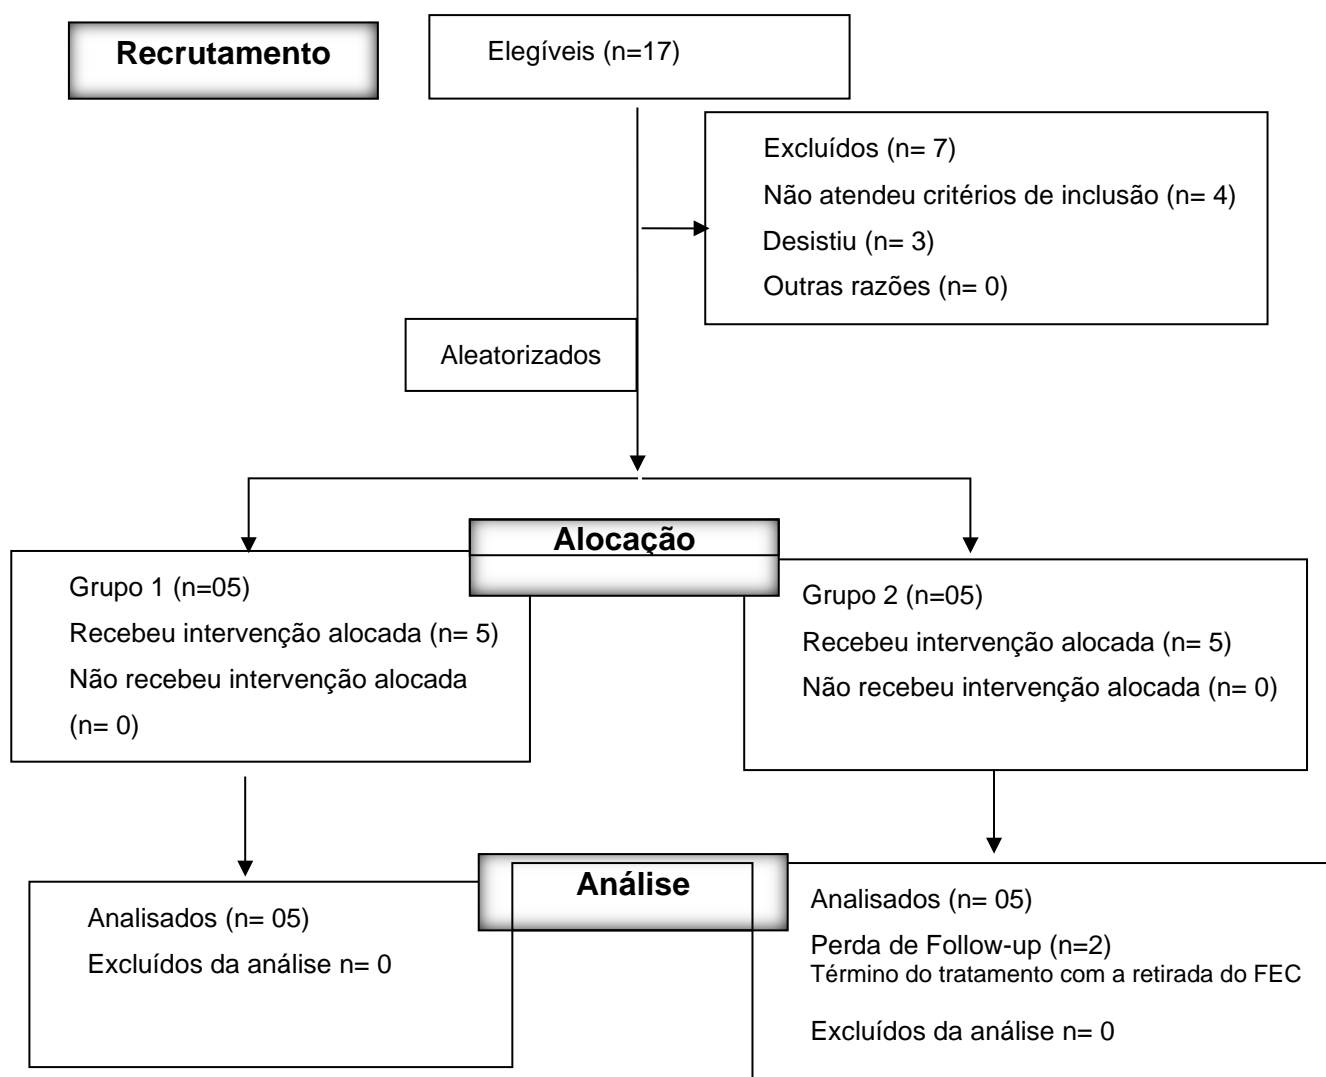 Recrutamento
Elegíveis (n=17)
Excluídos (n= 7)
Não atendeu critérios de inclusão (n= 4)
Desistiu (n= 3)
Outras razões (n= 0)
Aleatorizados
Alocação
Grupo 1 (n=05)
Recebeu intervenção alocada (n= 5)
Não recebeu intervenção alocada
(n= 0)
Grupo 2 (n=05)
Recebeu intervenção alocada (n= 5)
Não recebeu intervenção alocada (n= 0)
Análise
Analisados (n= 05)
Excluídos da análise n= 0
Analisados (n= 05)
Perda de Follow-up (n=2)
Término do tratamento com a retirada do FEC
Excluídos da análise n= 0